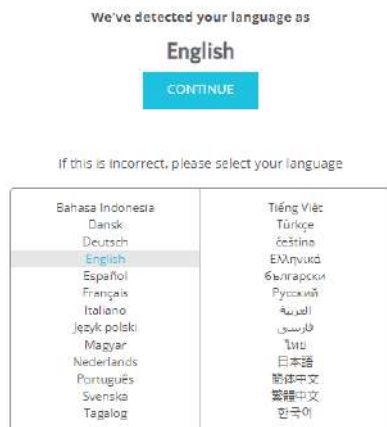 We've detected your language as
English
CONTINUE
If this is incorrect, please select your language
Bahasa Indonesia
Dansk
Deutsch
English
Español
Français
Italiano
Język polski
Magyar
Nederlands
Português
Svenska
Tagalog
Tiếng Việt
Türkçe
čeština
Ελληνικά
български
Русский
العربية
فارسی
ไทย
日本語
简体中文
繁體中文
한국어